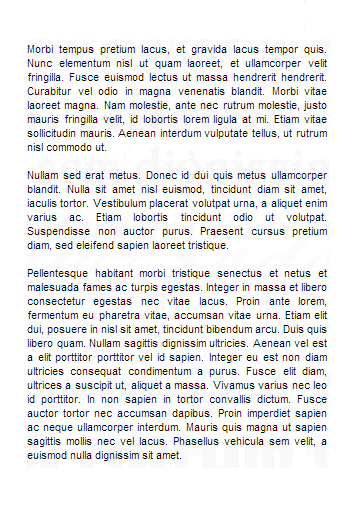 Morbi tempus pretium lacus, et gravida lacus tempor quis.
Nunc elementum nisl ut quam laoreet, et ullamcorper velit
fringilla. Fusce euismod lectus ut massa hendrerit hendrerit.
Curabitur vel odio in magna venenatis blandit. Morbi vitae
laoreet magna. Nam molestie, ante nec rutrum molestie, justo
mauris fringilla velit, id lobortis lorem ligula at mi. Etiam vitae
sollicitudin mauris. Aenean interdum vulputate tellus, ut rutrum
nisl commodo ut.

Nullam sed erat metus. Donec id dui quis metus ullamcorper
blandit. Nulla sit amet nisl euismod, tincidunt diam sit amet,
iaculis tortor. Vestibulum placerat volutpat urna, a aliquet enim
varius ac. Etiam lobortis tincidunt odio ut volutpat.
Suspendisse non auctor purus. Praesent cursus pretium
diam, sed eleifend sapien laoreet tristique.

Pellentesque habitant morbi tristique senectus et netus et
malesuada fames ac turpis egestas. Integer in massa et libero
consectetur egestas nec vitae lacus. Proin ante lorem,
fermentum eu pharetra vitae, accumsan vitae urna. Etiam elit
dui, posuere in nisl sit amet, tincidunt bibendum arcu. Duis quis
libero quam. Nullam sagittis dignissim ultricies. Aenean vel est
a elit porttitor porttitor vel id sapien. Integer eu est non diam
ultricies consequat condimentum a purus. Fusce elit diam,
ultrices a suscipit ut, aliquet a massa. Vivamus varius nec leo
id porttitor. In non sapien in tortor convallis dictum. Fusce
auctor tortor nec accumsan dapibus. Proin imperdiet sapien
ac neque ullamcorper interdum. Mauris quis magna ut sapien
sagittis mollis nec vel lacus. Phasellus vehicula sem velit, a
euismod nulla dignissim sit amet.